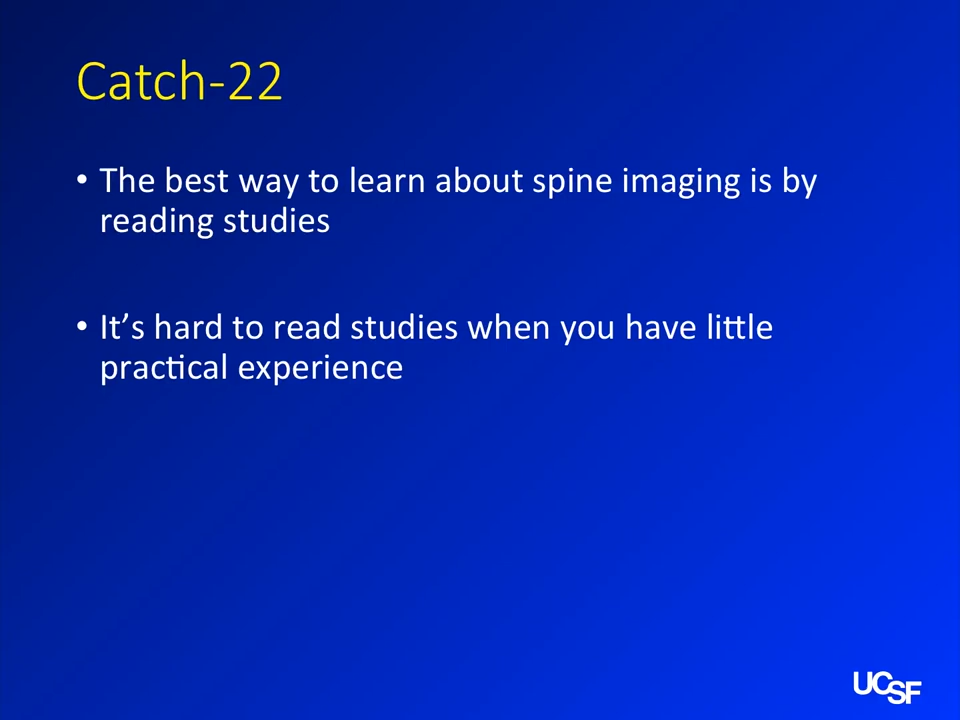 Catch-22
• The best way to learn about spine imaging is by
reading studies
• It’s hard to read studies when you have little
practical experience
UCSF